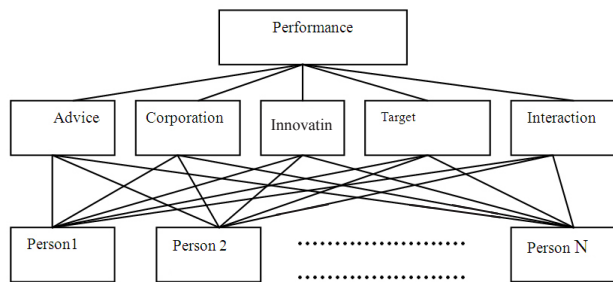 Performance
Advice
Corporation
Innovatin
Target
Interaction
Person1
Person 2
Person N